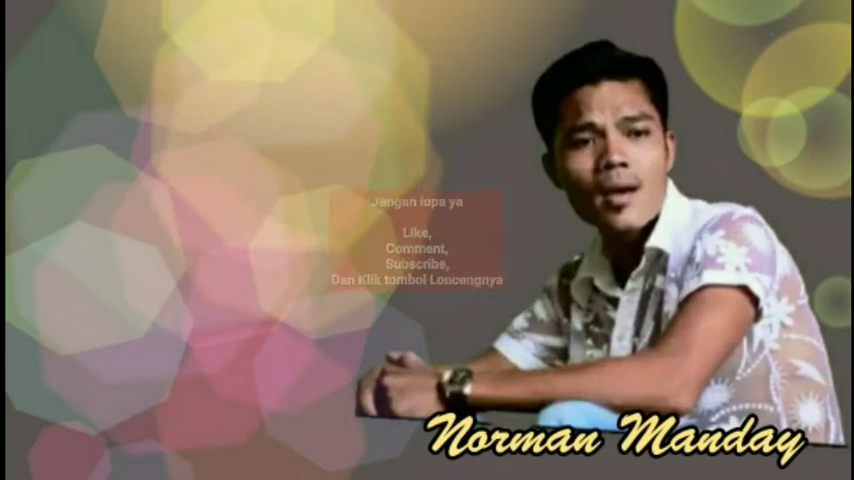 Jangan lupa ya
Like,
Comment,
Subscribe,
Dan Klik tombol Loncengnya
Norman Manday